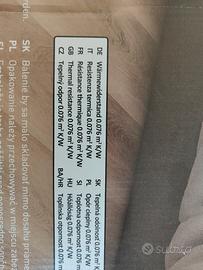 DE Wärmewiderstand 0.076 m² K/W
IT Resistenza termica 0.076 m² K/W
FR Résistance thermique 0.076 m² K/W
GB Thermal resistance 0.076 m² K/W
CZ Tepelný odpor 0.076 m² K/W
SK Tepelná odolnosť 0.076 m² K/W
PL Opór cieplny 0.076 m² K/W
SI Toplotna odpornost 0.076 m² K/W
HU Hőállóság 0.076 m² K/W
BA/HR Toplinska otpornost 0.076 m² K/W
SK Balenie by sa malo skladovať mimo dosahu priam
PL Opakowanie należy przechowywać w miejscu
Subito